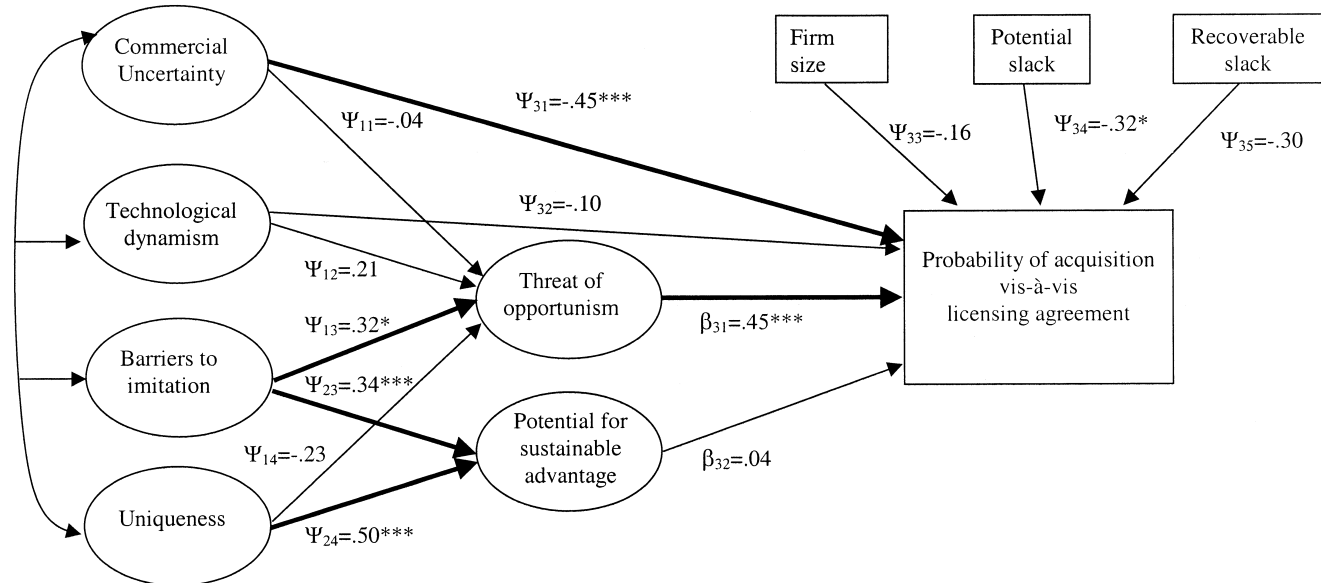 Commercial
Uncertainty
Firm
size
Potential
slack
Recoverable
slack
Ψ31=-.45***
Ψ11=-.04
Ψ33=-.16
Ψ34=-.32*
Ψ35=-.30
Technological
dynamism
Ψ32=-.10
Ψ12=.21
Threat of
opportunism
Probability of acquisition
vis-à-vis
licensing agreement
β31=.45***
Barriers to
imitation
Ψ13=.32*
Ψ23=.34***
Ψ14=-.23
Potential for
sustainable
advantage
β32=.04
Uniqueness
Ψ24=.50***